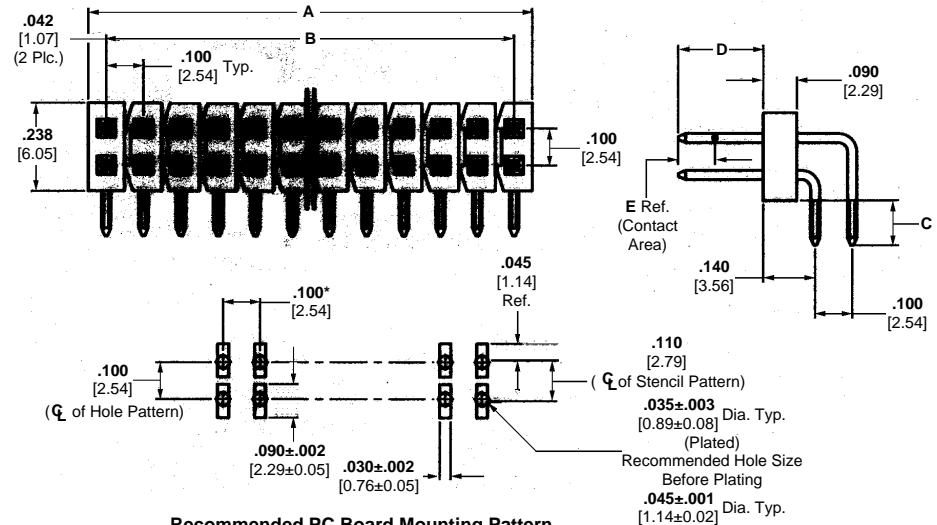 A
.042
[1.07]
(2 Plc.)
B
.100
[2.54] Typ.
D
.090
[2.29]
.238
[6.05]
.100
[2.54]
E Ref.
(Contact
Area)
C
.140
[3.56]
.100
[2.54]
.045
[1.14]
Ref.
.100*
[2.54]
.100
[2.54]
(℄ of Hole Pattern)
.110
[2.79]
(℄ of Stencil Pattern)
.035±.003
[0.89±0.08] Dia. Typ.
(Plated)
Recommended Hole Size
Before Plating
.045±.001
[1.14±0.02] Dia. Typ.
.090±.002
[2.29±0.05]
.030±.002
[0.76±0.05]
Recommended PC Board Mounting Pattern